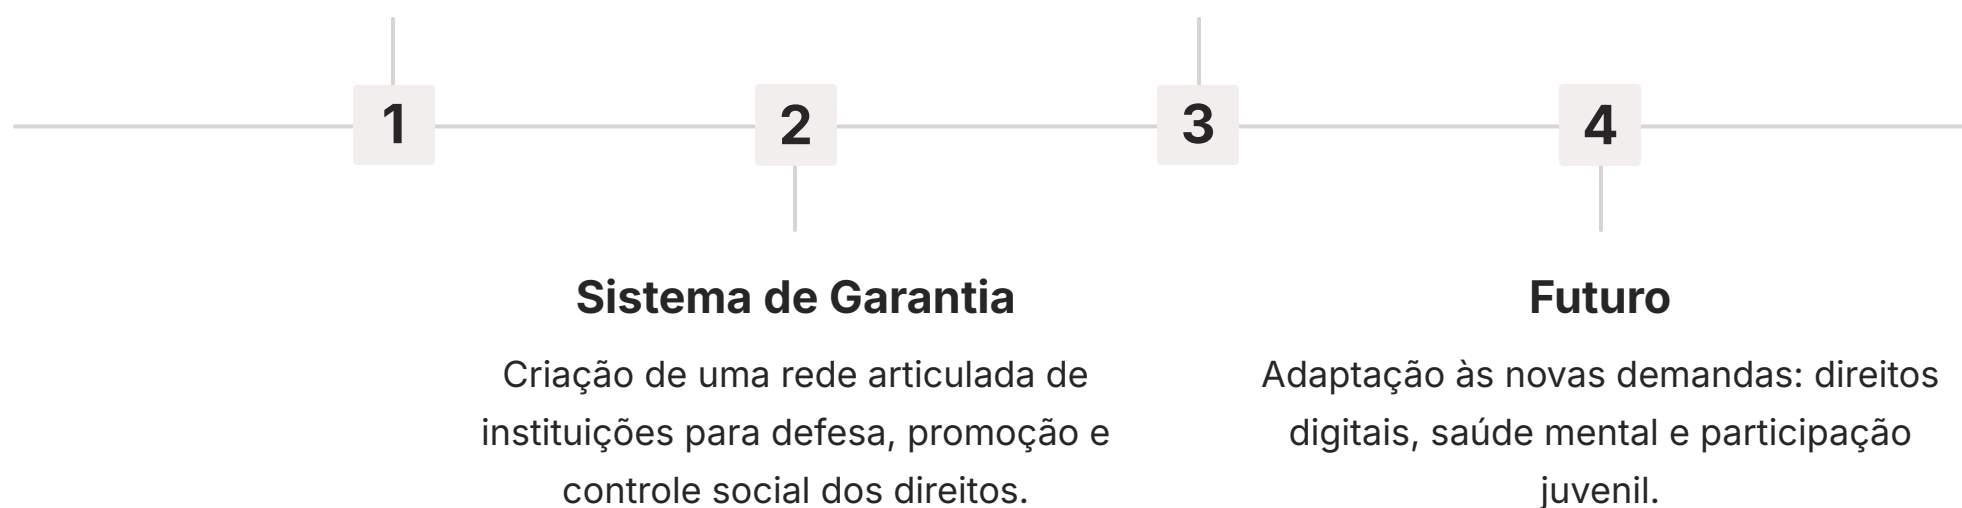 1
2
3
4
Sistema de Garantia
Criação de uma rede articulada de
instituições para defesa, promoção e
controle social dos direitos.
Futuro
Adaptação às novas demandas: direitos
digitais, saúde mental e participação
juvenil.